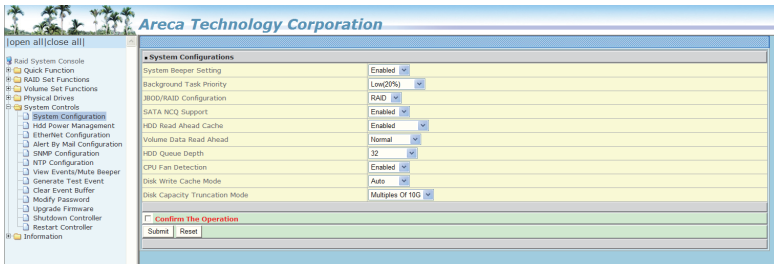 Areca Technology Corporation
|open all|close all|
Raid System Console
Quick Function
RAID Set Functions
Volume Set Functions
Physical Drives
System Controls
System Configuration
Hdd Power Management
EtherNet Configuration
Alert By Mail Configuration
SNMP Configuration
NTP Configuration
View Events/Mute Beeper
Generate Test Event
Clear Event Buffer
Modify Password
Upgrade Firmware
Shutdown Controller
Restart Controller
Information
System Configurations
System Beeper Setting Enabled
Background Task Priority Low(20%)
JBOD/RAID Configuration RAID
SATA NCQ Support Enabled
HDD Read Ahead Cache Enabled
Volume Data Read Ahead Normal
HDD Queue Depth 32
CPU Fan Detection Enabled
Disk Write Cache Mode Auto
Disk Capacity Truncation Mode Multiples Of 10G
Confirm The Operation
Submit Reset